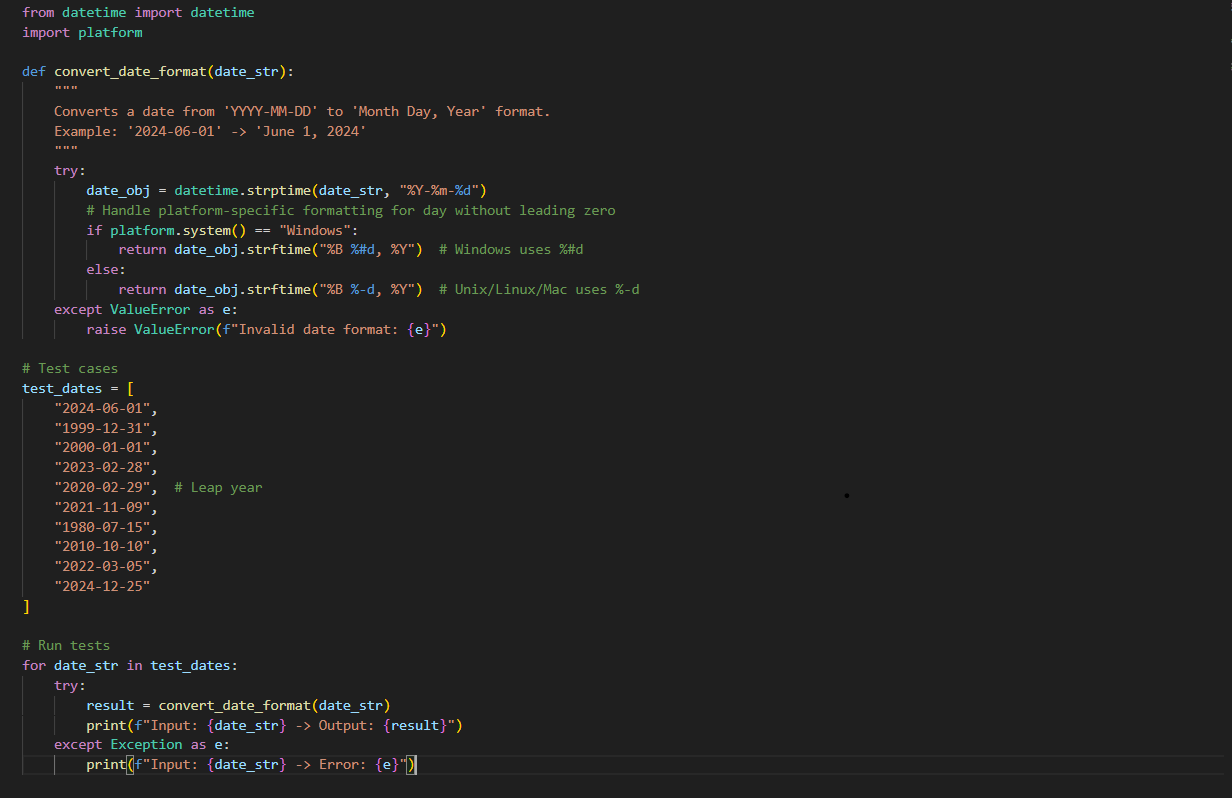 from datetime import datetime
import platform

def convert_date_format(date_str):
    """
    Converts a date from 'YYYY-MM-DD' to 'Month Day, Year' format.
    Example: '2024-06-01' -> 'June 1, 2024'
    """
    try:
        date_obj = datetime.strptime(date_str, "%Y-%m-%d")
        # Handle platform-specific formatting for day without leading zero
        if platform.system() == "Windows":
            return date_obj.strftime("%B %#d, %Y")  # Windows uses %#d
        else:
            return date_obj.strftime("%B %-d, %Y")  # Unix/Linux/Mac uses %-d
    except ValueError as e:
        raise ValueError(f"Invalid date format: {e}")

# Test cases
test_dates = [
    "2024-06-01",
    "1999-12-31",
    "2000-01-01",
    "2023-02-28",
    "2020-02-29",  # Leap year
    "2021-11-09",
    "1980-07-15",
    "2010-10-10",
    "2022-03-05",
    "2024-12-25"
]

# Run tests
for date_str in test_dates:
    try:
        result = convert_date_format(date_str)
        print(f"Input: {date_str} -> Output: {result}")
    except Exception as e:
        print(f"Input: {date_str} -> Error: {e}")